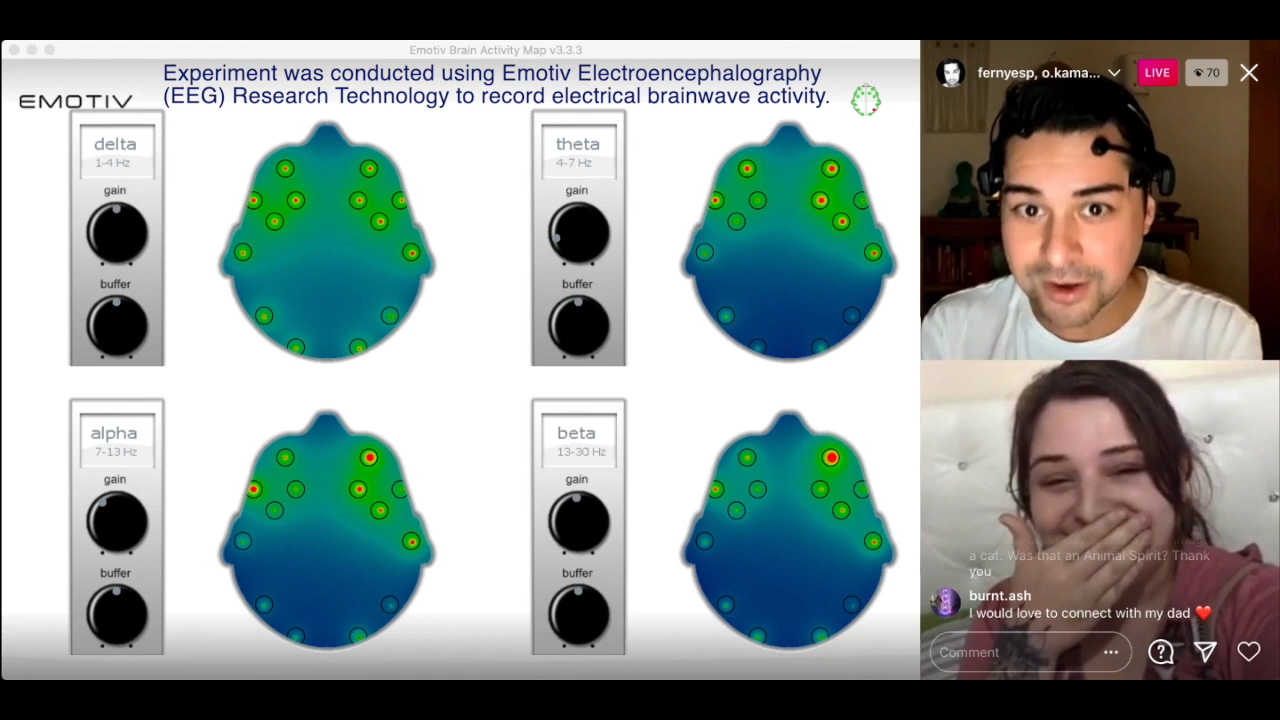 Emotiv Brain Activity Map v3.3.3
Experiment was conducted using Emotiv Electroencephalography
(EEG) Research Technology to record electrical brainwave activity.
EMOTIV
delta
1-4 Hz
gain
buffer
theta
4-7 Hz
gain
buffer
alpha
7-13 Hz
gain
buffer
beta
13-30 Hz
gain
buffer
fernyesp, o.kama...
LIVE
70
a cat. Was that an Animal Spirit? Thank
you
burnt.ash
I would love to connect with my dad ❤️
Comment